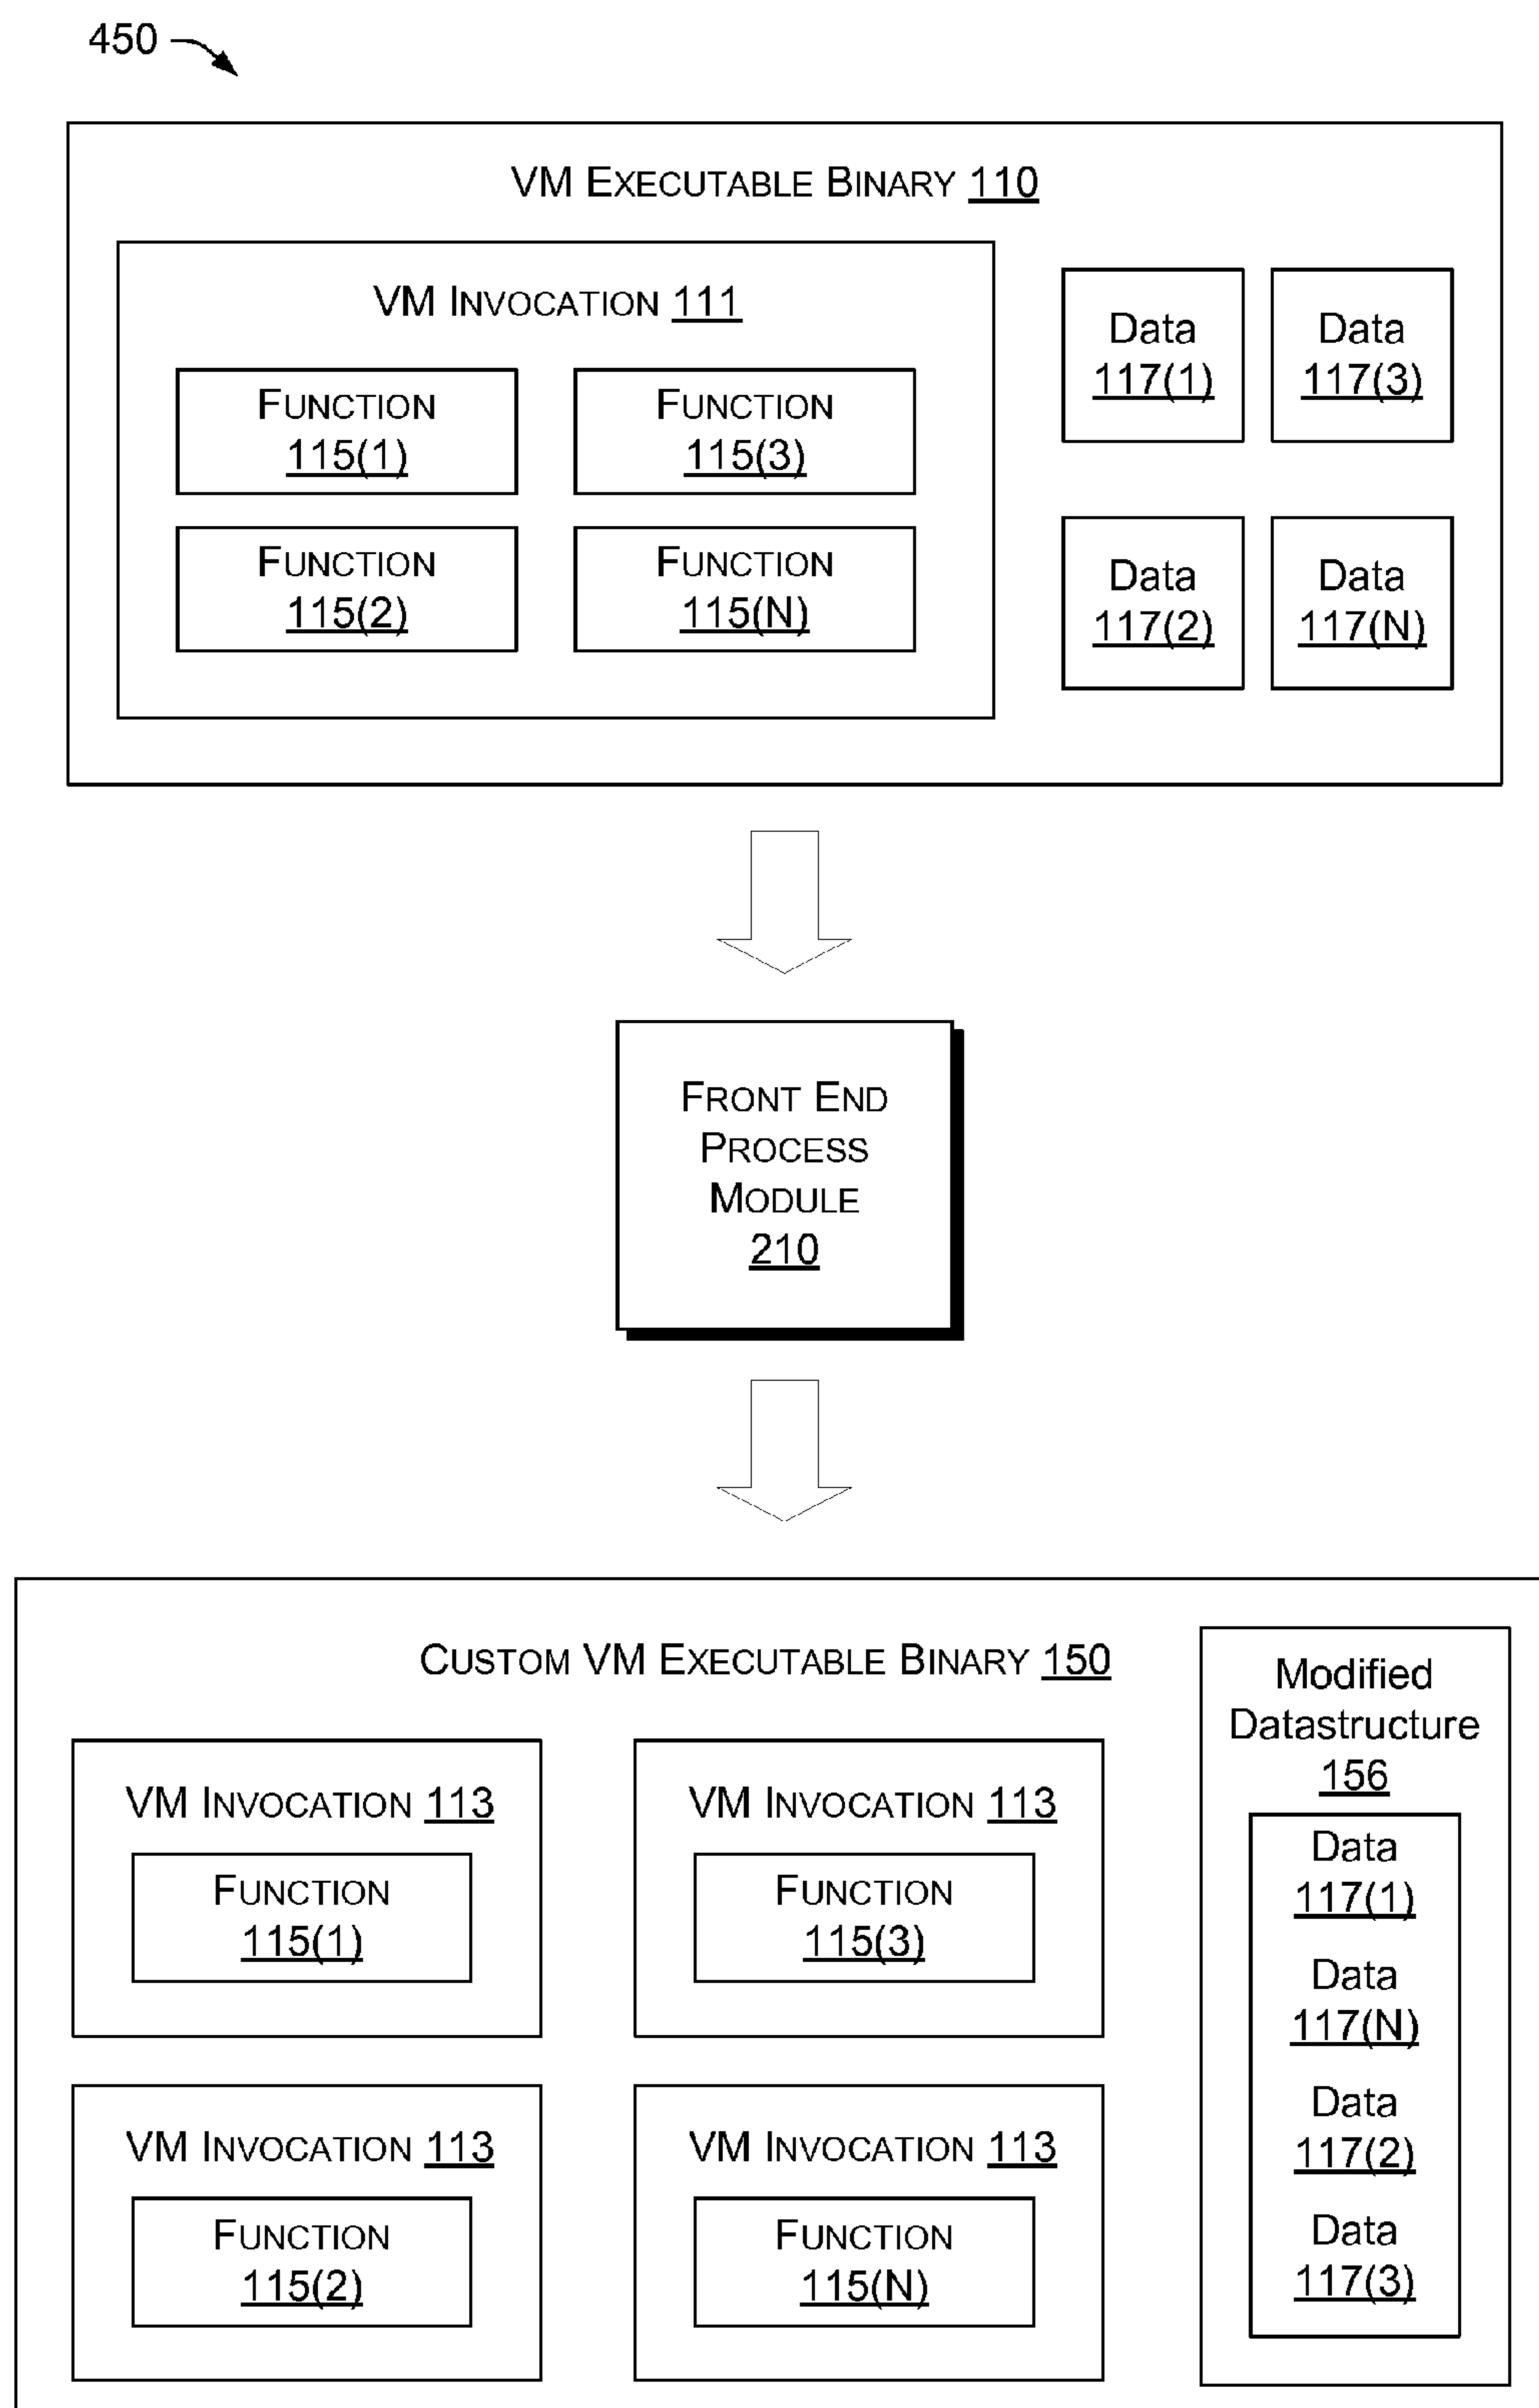 450
VM EXECUTABLE BINARY 110
VM INVOCATION 111
FUNCTION
115(1)
FUNCTION
115(3)
FUNCTION
115(2)
FUNCTION
115(N)
Data
117(1)
Data
117(3)
Data
117(2)
Data
117(N)
FRONT END
PROCESS
MODULE
210
CUSTOM VM EXECUTABLE BINARY 150
VM INVOCATION 113
FUNCTION
115(1)
VM INVOCATION 113
FUNCTION
115(3)
VM INVOCATION 113
FUNCTION
115(2)
VM INVOCATION 113
FUNCTION
115(N)
Modified
Datastructure
156
Data
117(1)
Data
117(N)
Data
117(2)
Data
117(3)